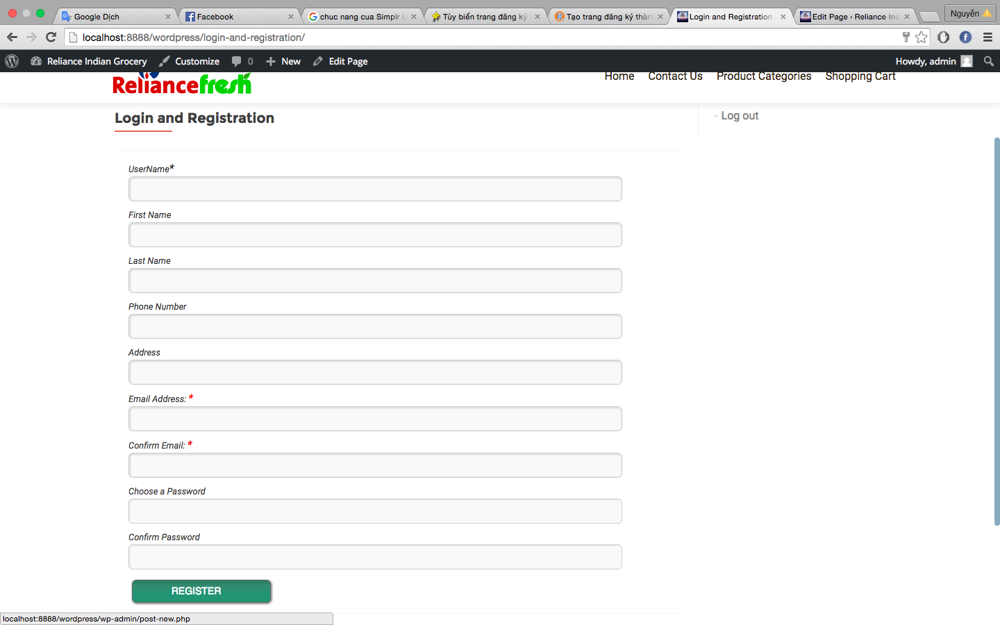 Google Dịch
Facebook
chuc nang cua Simplr U
Tùy biến trang đăng ký
Tạo trang đăng ký thàn
Login and Registration
Edit Page ‹ Reliance Ind
Nguyễn
localhost:8888/wordpress/login-and-registration/
Reliance Indian Grocery
Customize
0
New
Edit Page
Howdy, admin
Reliancefresh
Home
Contact Us
Product Categories
Shopping Cart
Login and Registration
Log out
UserName*
First Name
Last Name
Phone Number
Address
Email Address: *
Confirm Email: *
Choose a Password
Confirm Password
REGISTER
localhost:8888/wordpress/wp-admin/post-new.php